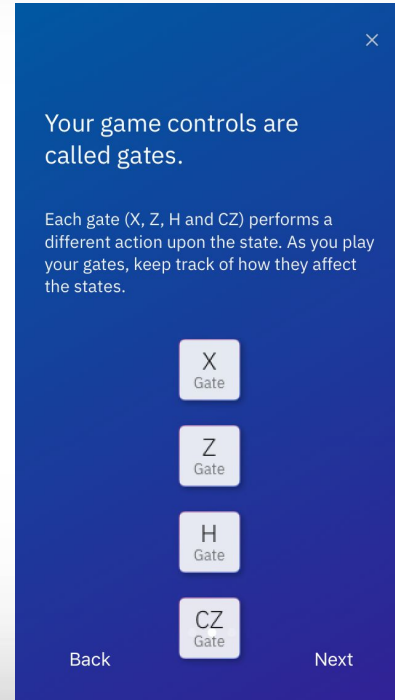 Your game controls are
called gates.
Each gate (X, Z, H and CZ) performs a
different action upon the state. As you play
your gates, keep track of how they affect
the states.
X
Gate
Z
Gate
H
Gate
CZ
Gate
Back
Next